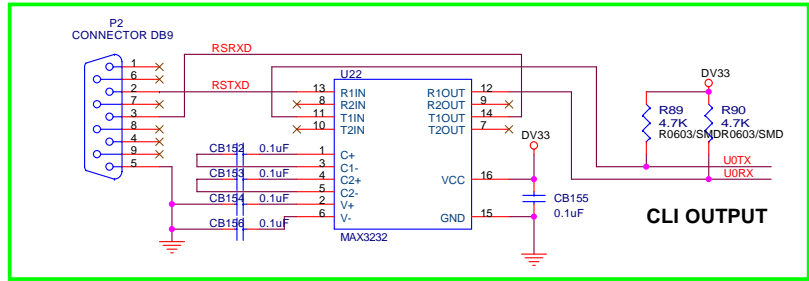 P2
CONNECTOR DB9
1
6
2
7
3
8
4
9
5
RSRXD
RSTXD
U22
13 R1IN R1OUT 12
8 R2IN R2OUT 9
11 T1IN T1OUT 14
10 T2IN T2OUT 7
1 C+
3 C1-
4 C2+
5 C2-
2 V+
6 V-
VCC 16
GND 15
MAX3232
CB152 0.1uF
CB153 0.1uF
CB154 0.1uF
CB156 0.1uF
DV33
CB155
0.1uF
DV33
R89
4.7K
R0603/SMD
R90
4.7K
R0603/SMD
U0TX
U0RX
CLI OUTPUT